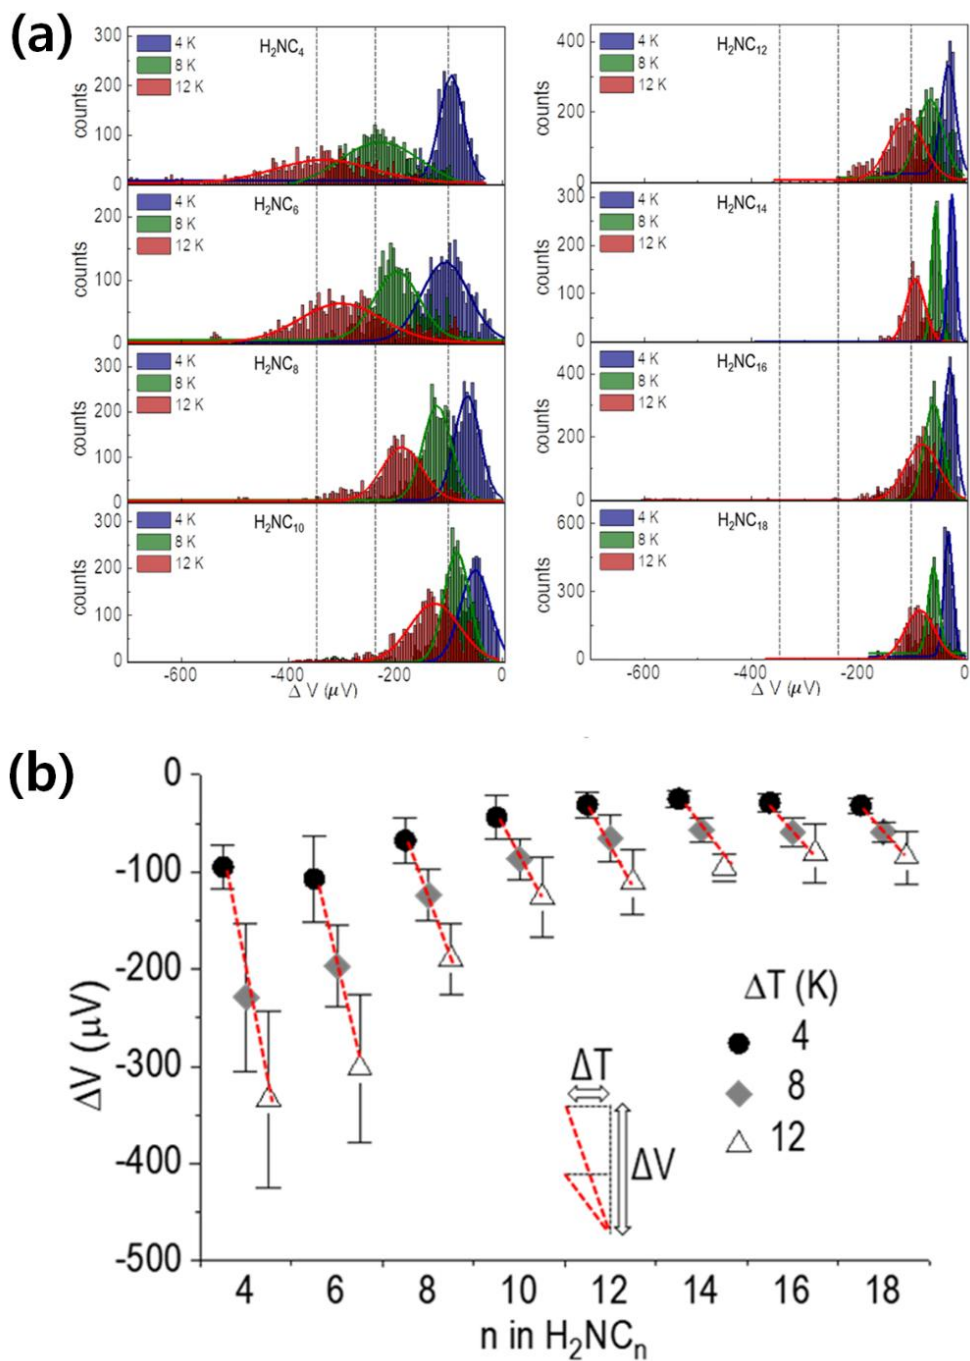 (a)
300
200
100
0
counts
4 K
8 K
12 K
H₂NC₄
200
100
0
counts
4 K
8 K
12 K
H₂NC₆
300
200
100
0
counts
4 K
8 K
12 K
H₂NC₈
300
200
100
0
counts
4 K
8 K
12 K
H₂NC₁₀
-600 -400 -200 0
Δ V (μV)
400
200
0
counts
4 K
8 K
12 K
H₂NC₁₂
300
200
100
0
counts
4 K
8 K
12 K
H₂NC₁₄
400
200
0
counts
4 K
8 K
12 K
H₂NC₁₆
600
300
0
counts
4 K
8 K
12 K
H₂NC₁₈
-600 -400 -200 0
Δ V (μV)
(b)
0
-100
-200
-300
-400
-500
ΔV (μV)
ΔT (K)
4
8
12
ΔT
ΔV
4 6 8 10 12 14 16 18
n in H₂NCₙ